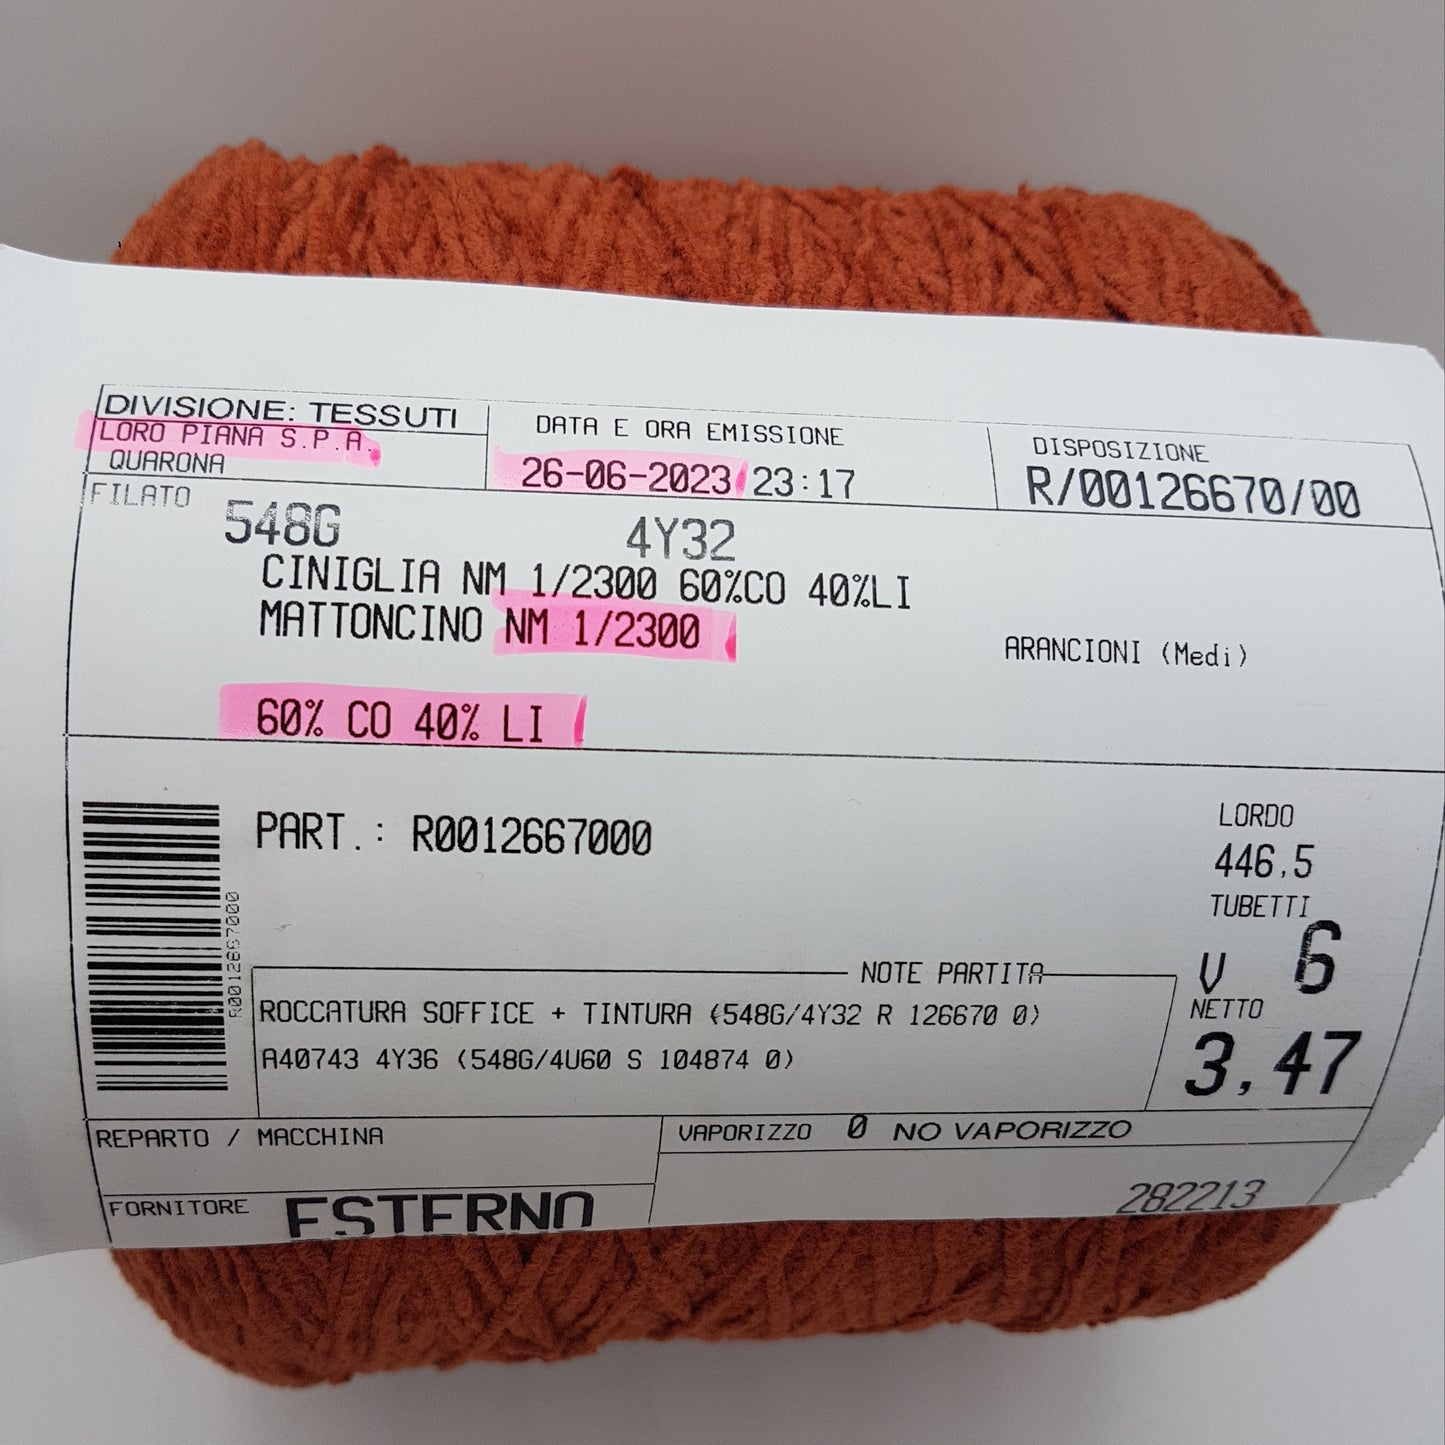 DIVISIONE: TESSUTI
LORO PIANA S.P.A.
QUARONA
DATA E ORA EMISSIONE
26-06-2023 23:17
DISPOSIZIONE
R/00126670/00
FILATO
548G 4Y32
CINIGLIA NM 1/2300 60%CO 40%LI
MATTONCINO NM 1/2300
ARANCIONI (Medi)
60% CO 40% LI
R0012667000
PART.: R0012667000
LORDO
446,5
TUBETTI
V 6
NETTO
3,47
NOTE PARTITA
ROCCATURA SOFFICE + TINTURA (548G/4Y32 R 126670 0)
A40743 4Y36 (548G/4U60 S 104874 0)
REPARTO / MACCHINA
VAPORIZZO 0 NO VAPORIZZO
FORNITORE ESTERNO
282213